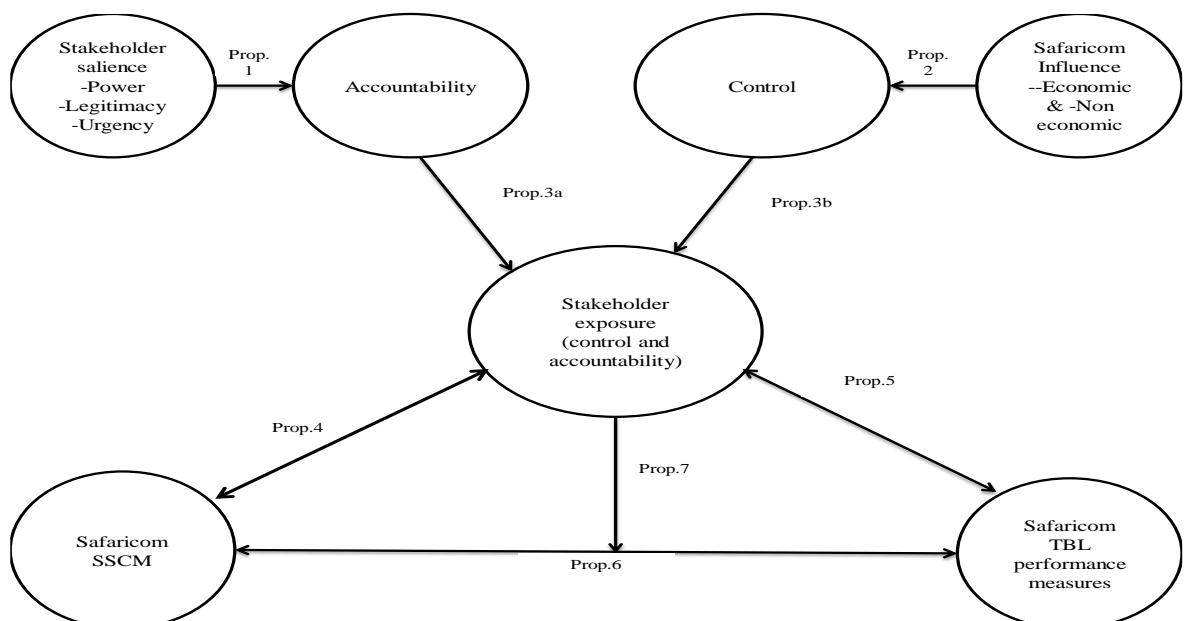 Stakeholder
salience
-Power
-Legitimacy
-Urgency
Prop.
1
Accountability
Control
Prop.
2
Safaricom
Influence
--Economic
& -Non
economic
Prop.3a
Prop.3b
Stakeholder
exposure
(control and
accountability)
Prop.4
Prop.5
Prop.7
Safaricom
SSCM
Prop.6
Safaricom
TBL
performance
measures